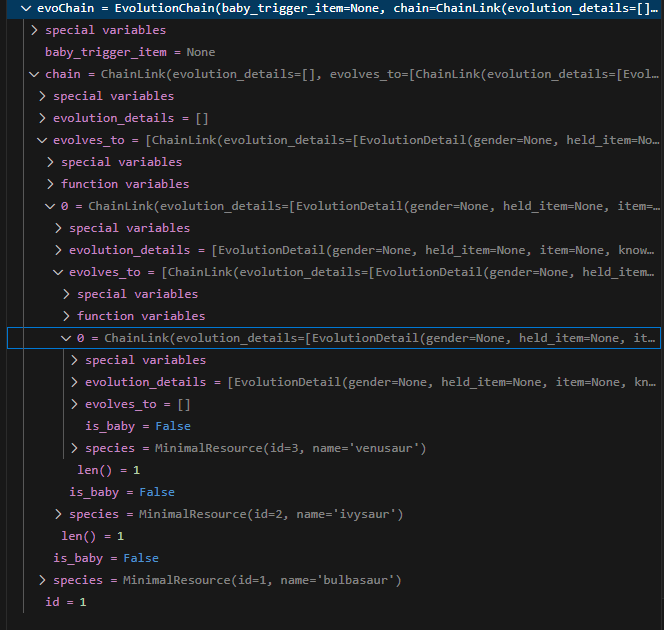 evoChain = EvolutionChain(baby_trigger_item=None, chain=ChainLink(evolution_details=[]...
special variables
baby_trigger_item = None
chain = ChainLink(evolution_details=[], evolves_to=[ChainLink(evolution_details=[Evol...
special variables
evolution_details = []
evolves_to = [ChainLink(evolution_details=[EvolutionDetail(gender=None, held_item=No...
special variables
function variables
0 = ChainLink(evolution_details=[EvolutionDetail(gender=None, held_item=None, item=...
special variables
evolution_details = [EvolutionDetail(gender=None, held_item=None, item=None, know...
evolves_to = [ChainLink(evolution_details=[EvolutionDetail(gender=None, held_item...
special variables
function variables
0 = ChainLink(evolution_details=[EvolutionDetail(gender=None, held_item=None, it...
special variables
evolution_details = [EvolutionDetail(gender=None, held_item=None, item=None, kn...
evolves_to = []
is_baby = False
species = MinimalResource(id=3, name='venusaur')
len() = 1
is_baby = False
species = MinimalResource(id=2, name='ivysaur')
len() = 1
is_baby = False
species = MinimalResource(id=1, name='bulbasaur')
id = 1